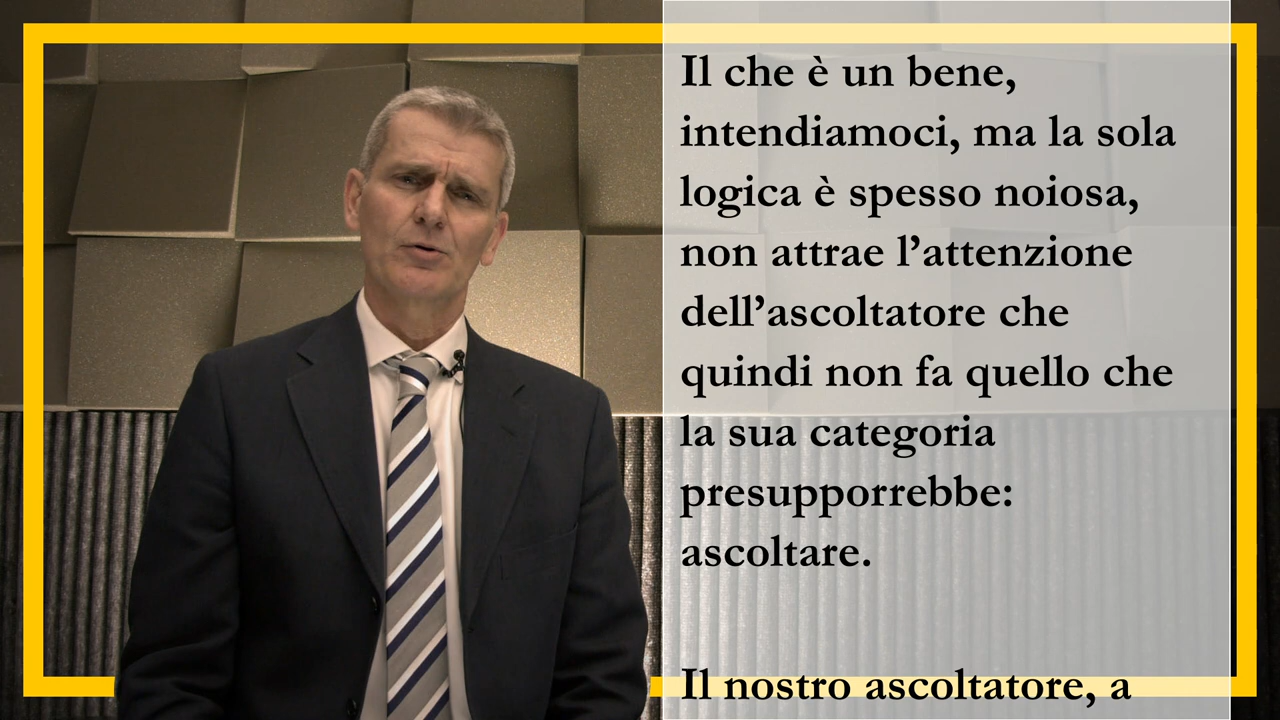 Il che è un bene,
intendiamoci, ma la sola
logica è spesso noiosa,
non attrae l’attenzione
dell’ascoltatore che
quindi non fa quello che
la sua categoria
presupporrebbe:
ascoltare.
Il nostro ascoltatore, a